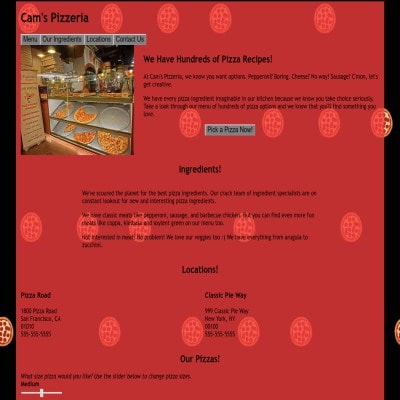 Cam's Pizzeria
Menu Our Ingredients Locations Contact Us
We Have Hundreds of Pizza Recipes!
At Cam's Pizzeria, we know you want options. Pepperoni? Boring. Cheese? No way! Sausage? C'mon, let's
get creative.
We have every pizza ingredient imaginable in our kitchen because we know you take choice seriously.
Take a look through our menu of hundreds of pizza options and we know that you'll find something you
love.
Pick a Pizza Now!
Ingredients!
We've scoured the planet for the best pizza ingredients. Our crack team of ingredient specialists are on
constant lookout for new and interesting pizza ingredients.
We have classic meats like pepperoni, sausage, and barbecue chicken. But you can find even more fun
meats like coppa, kielbasa and soylent green on our menu too.
Not interested in meat? No problem! We love our veggies too :) We have everything from arugula to
zucchini.
Locations!
Pizza Road
1800 Pizza Road
San Francisco, CA
01010
555-555-5555
Classic Pie Way
999 Classic Pie Way
New York, NY
00100
555-555-5555
Our Pizzas!
What size pizza would you like? Use the slider below to change pizza sizes.
Medium